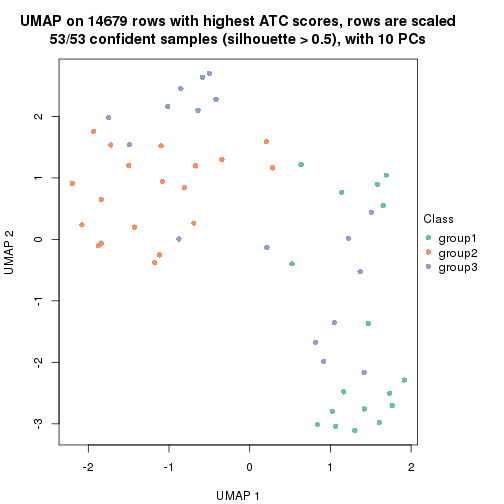 UMAP on 14679 rows with highest ATC scores, rows are scaled
53/53 confident samples (silhouette > 0.5), with 10 PCs
2
1
0
-1
-2
-3
UMAP 2
-2
-1
0
1
2
UMAP 1
Class
group1
group2
group3